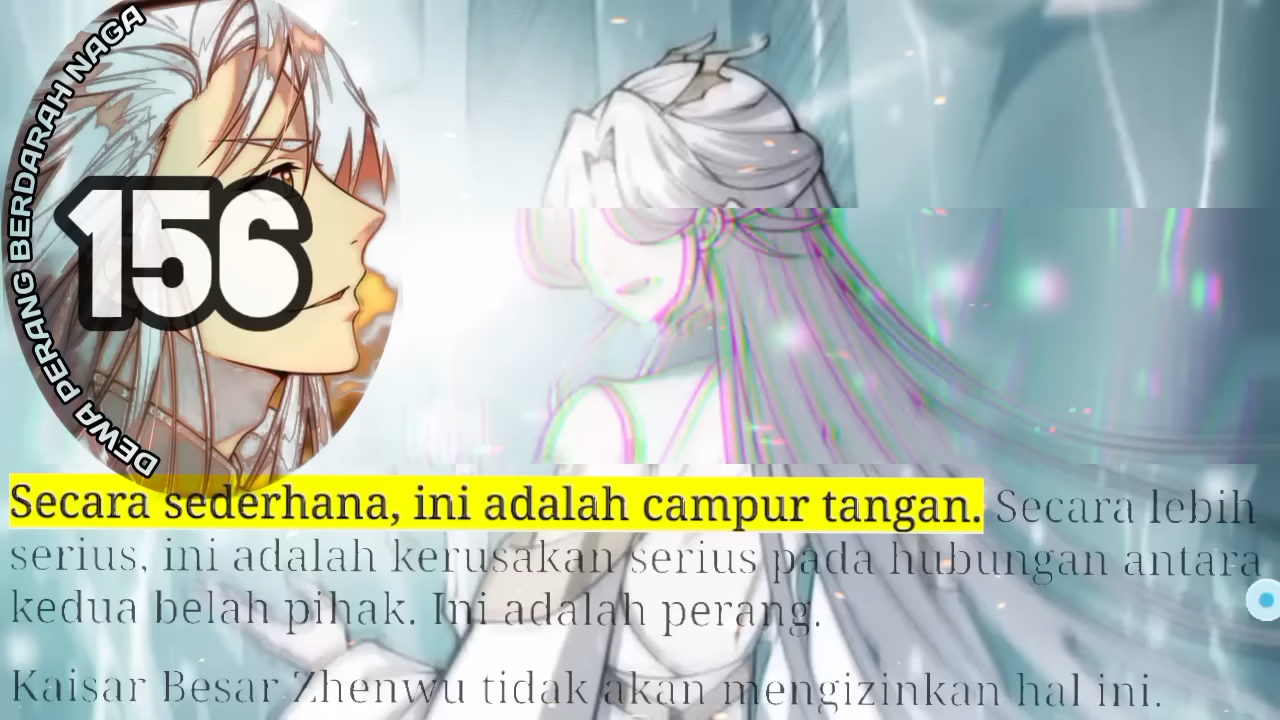 DEWA PERANG BERDARAH NAGA
156
Secara sederhana, ini adalah campur tangan. Secara lebih
serius, ini adalah kerusakan serius pada hubungan antara
kedua belah pihak. Ini adalah perang.
Kaisar Besar Zhenwu tidak akan mengizinkan hal ini.